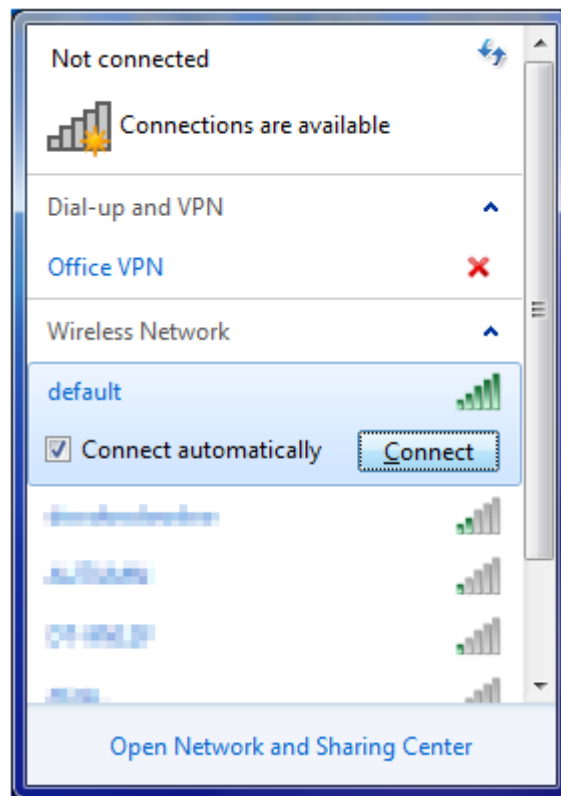 Not connected
Connections are available
Dial-up and VPN
Office VPN
Wireless Network
default
Connect automatically
Connect
Open Network and Sharing Center